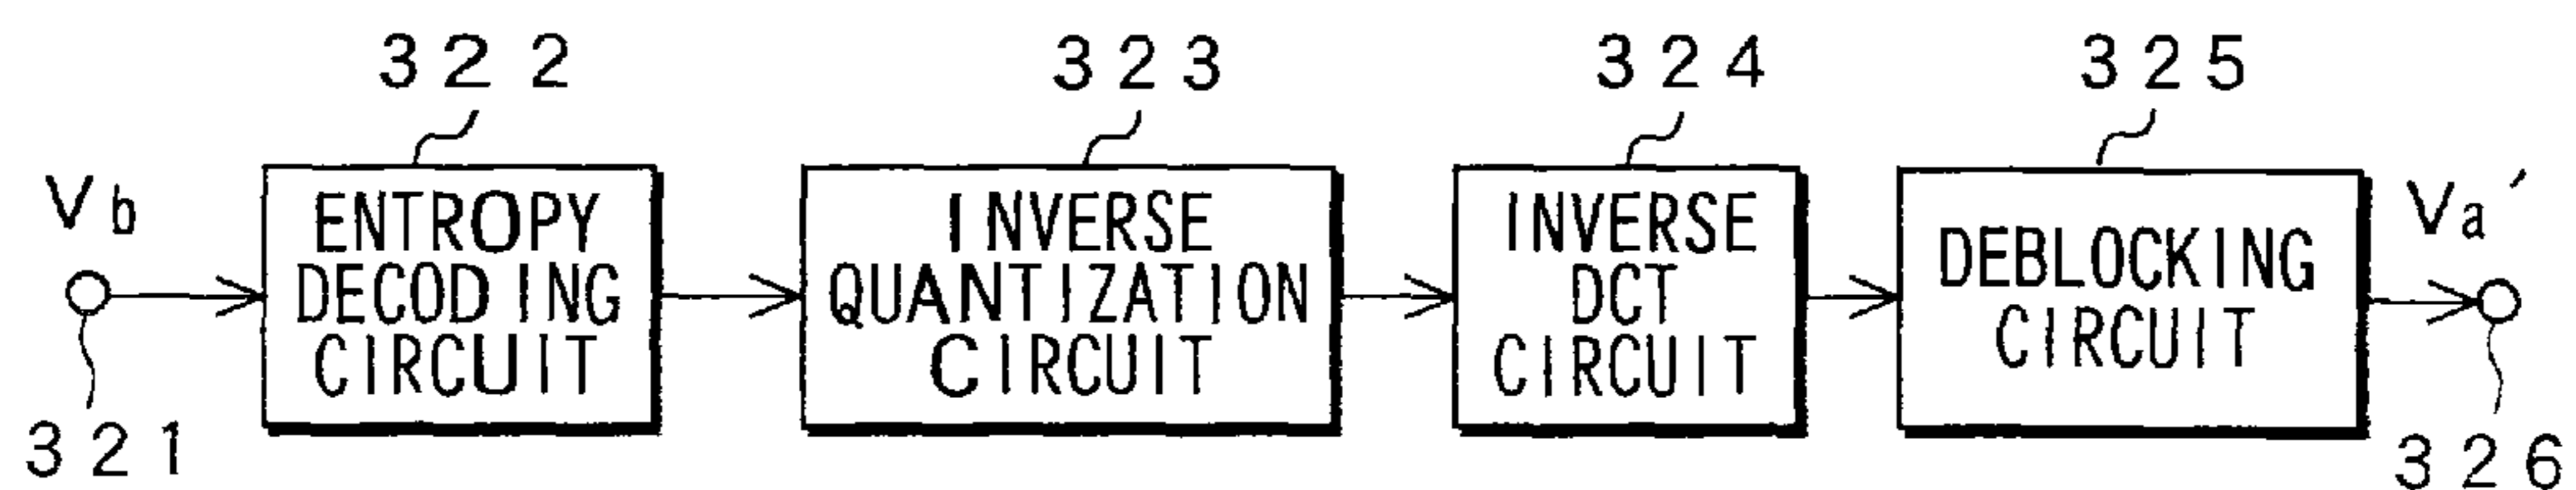 322 323 324 325
Vb
ENTROPY
DECODING
CIRCUIT
INVERSE
QUANTIZATION
CIRCUIT
INVERSE
DCT
CIRCUIT
DEBLOCKING
CIRCUIT
Va′
321 326